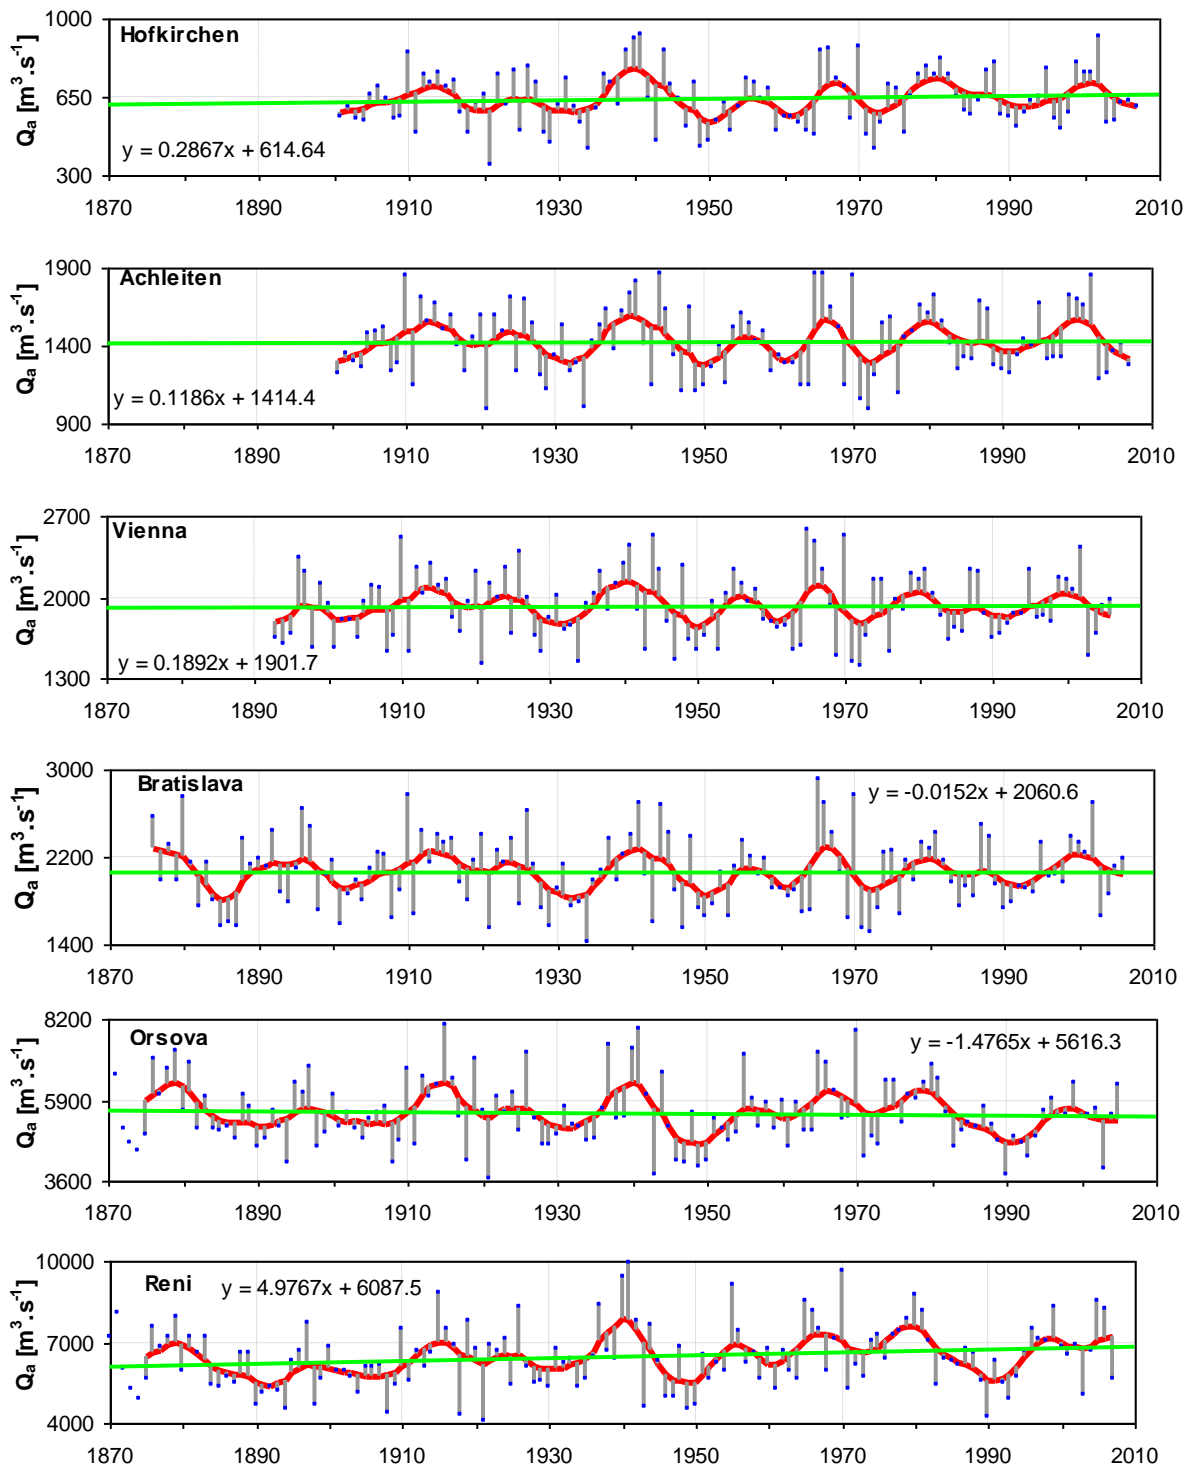 Hofkirchen
Qa [m3.s-1]
1000
650
300
y = 0.2867x + 614.64
1870 1890 1910 1930 1950 1970 1990 2010
Achleiten
Qa [m3.s-1]
1900
1400
900
y = 0.1186x + 1414.4
1870 1890 1910 1930 1950 1970 1990 2010
Vienna
Qa [m3.s-1]
2700
2000
1300
y = 0.1892x + 1901.7
1870 1890 1910 1930 1950 1970 1990 2010
Bratislava
y = -0.0152x + 2060.6
Qa [m3.s-1]
3000
2200
1400
1870 1890 1910 1930 1950 1970 1990 2010
Orsova
y = -1.4765x + 5616.3
Qa [m3.s-1]
8200
5900
3600
1870 1890 1910 1930 1950 1970 1990 2010
Reni
y = 4.9767x + 6087.5
Qa [m3.s-1]
10000
7000
4000
1870 1890 1910 1930 1950 1970 1990 2010